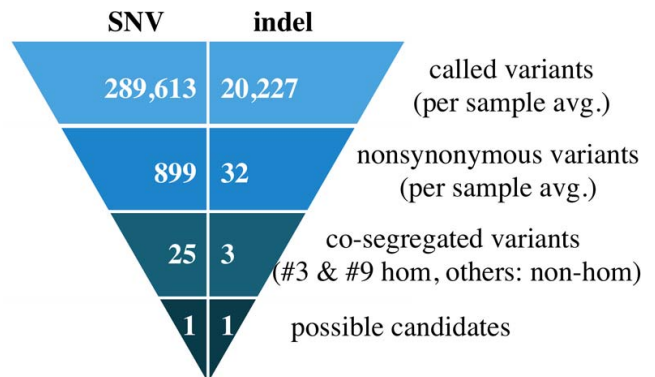 SNV indel
289,613 20,227 called variants
(per sample avg.)
899 32 nonsynonymous variants
(per sample avg.)
25 3 co-segregated variants
(#3 & #9 hom, others: non-hom)
1 1 possible candidates